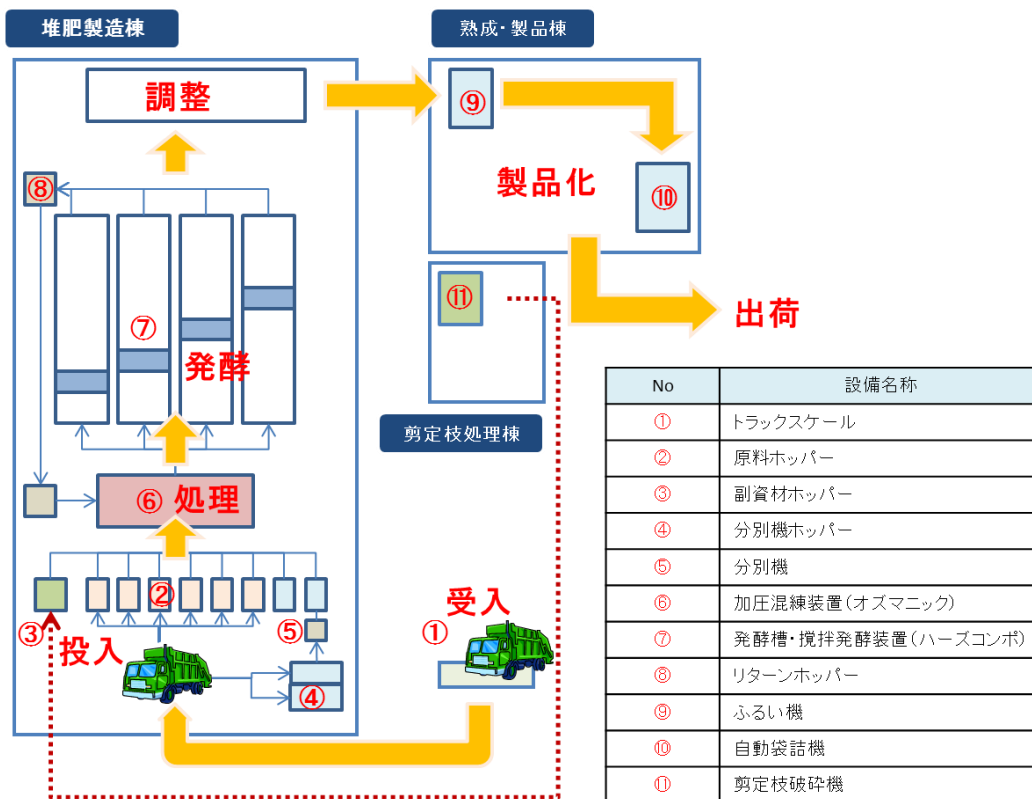 堆肥製造棟
熟成・製品棟
調整
⑨
製品化
⑩
⑧
⑦
発酵
⑪
出荷
剪定枝処理棟
⑥ 処理
②
③
投入
⑤
④
受入
①
No 設備名称
① トラックスケール
② 原料ホッパー
③ 副資材ホッパー
④ 分別機ホッパー
⑤ 分別機
⑥ 加圧混練装置(オズマニック)
⑦ 発酵槽・撹拌発酵装置(ハーズコンポ)
⑧ リターンホッパー
⑨ ふるい機
⑩ 自動袋詰機
⑪ 剪定枝破砕機